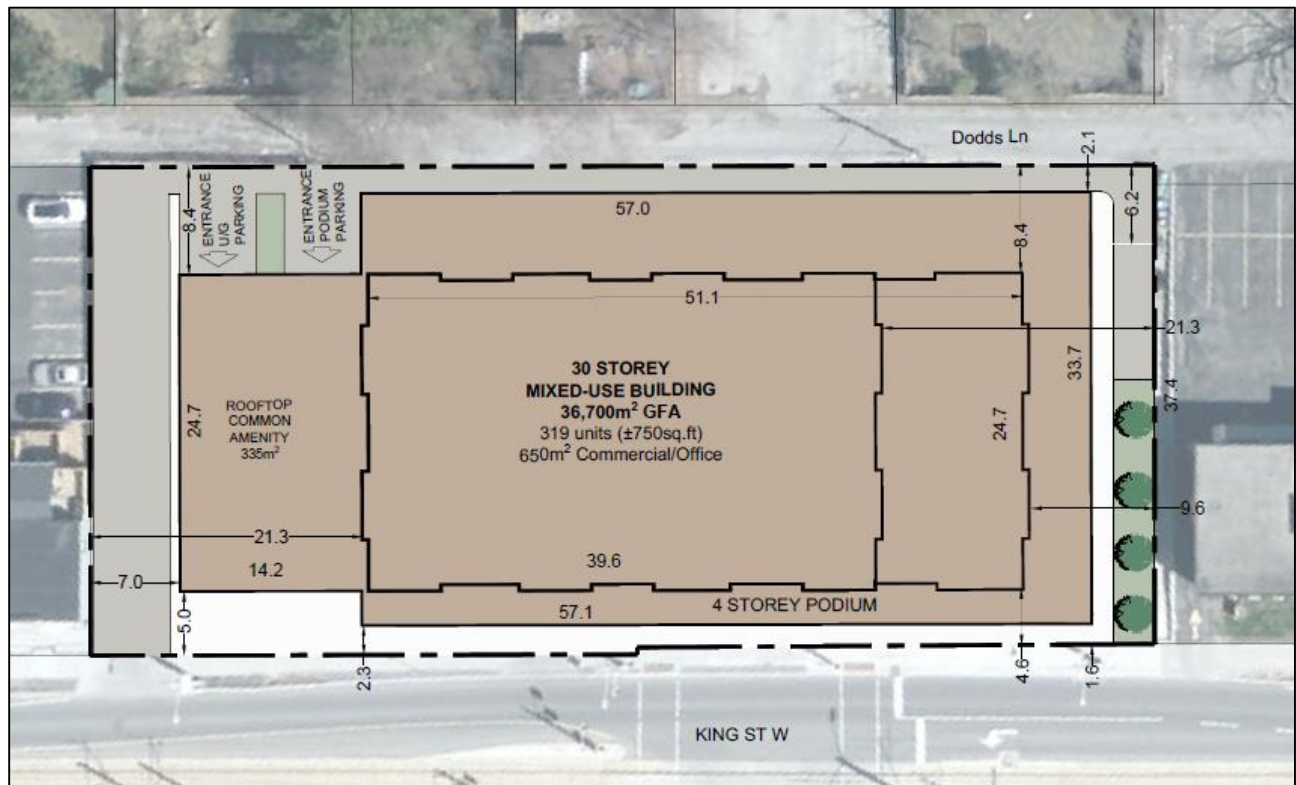 Dodds Ln
2.1
8.4
ENTRANCE
U/G
PARKING
ENTRANCE
PODIUM
PARKING
57.0
8.4
6.2
51.1
21.3
30 STOREY
MIXED-USE BUILDING
36,700m² GFA
319 units (±750sq.ft)
650m² Commercial/Office
ROOFTOP
COMMON
AMENITY
335m²
24.7
24.7
33.7
37.4
9.6
21.3
7.0
14.2
39.6
4 STOREY PODIUM
57.1
5.0
2.3
4.6
1.6
KING ST W